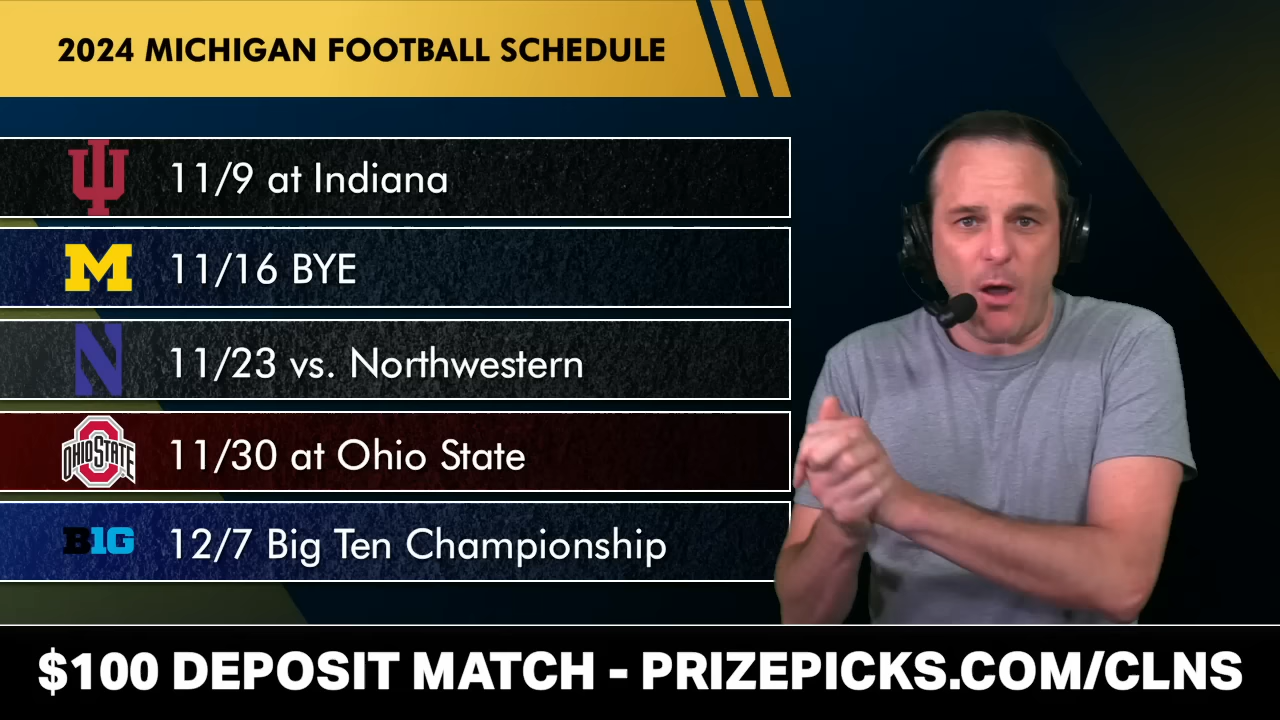 2024 MICHIGAN FOOTBALL SCHEDULE
11/9 at Indiana
M 11/16 BYE
N 11/23 vs. Northwestern
OHIO STATE 11/30 at Ohio State
B1G 12/7 Big Ten Championship
$100 DEPOSIT MATCH - PRIZEPICKS.COM/CLNS